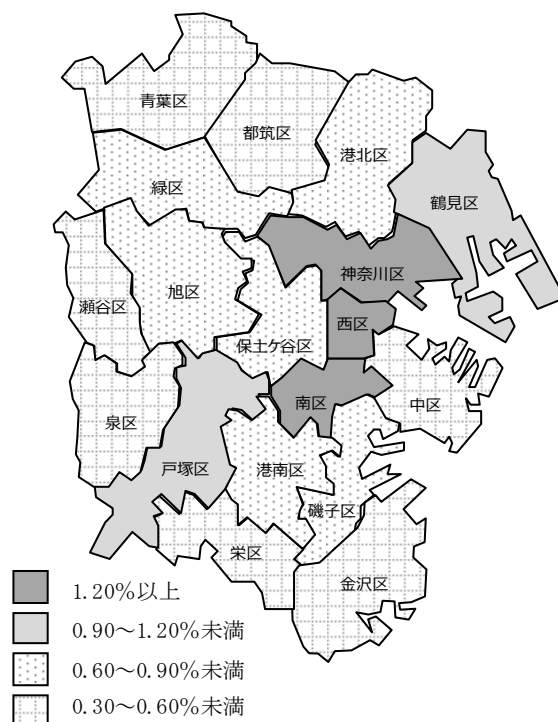 青葉区
都筑区
港北区
緑区
鶴見区
神奈川区
旭区
瀬谷区
西区
保土ケ谷区
南区
中区
泉区
戸塚区
港南区
磯子区
栄区
金沢区
1.20%以上
0.90～1.20%未満
0.60～0.90%未満
0.30～0.60%未満